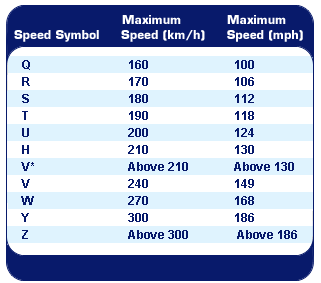 Speed Symbol Maximum Speed (km/h) Maximum Speed (mph)
Q 160 100
R 170 106
S 180 112
T 190 118
U 200 124
H 210 130
V* Above 210 Above 130
V 240 149
W 270 168
Y 300 186
Z Above 300 Above 186